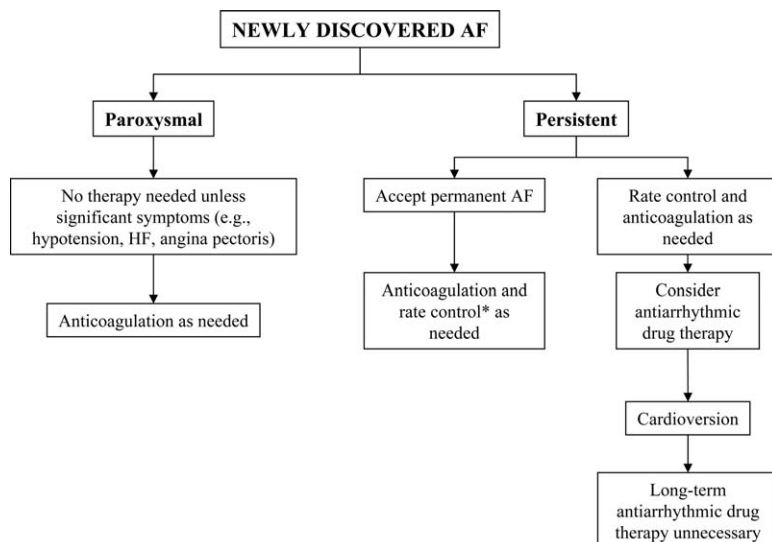 NEWLY DISCOVERED AF
Paroxysmal
Persistent
No therapy needed unless
significant symptoms (e.g.,
hypotension, HF, angina pectoris)
Accept permanent AF
Rate control and
anticoagulation as
needed
Anticoagulation as needed
Anticoagulation and
rate control* as
needed
Consider
antiarrhythmic
drug therapy
Cardioversion
Long-term
antiarrhythmic drug
therapy unnecessary